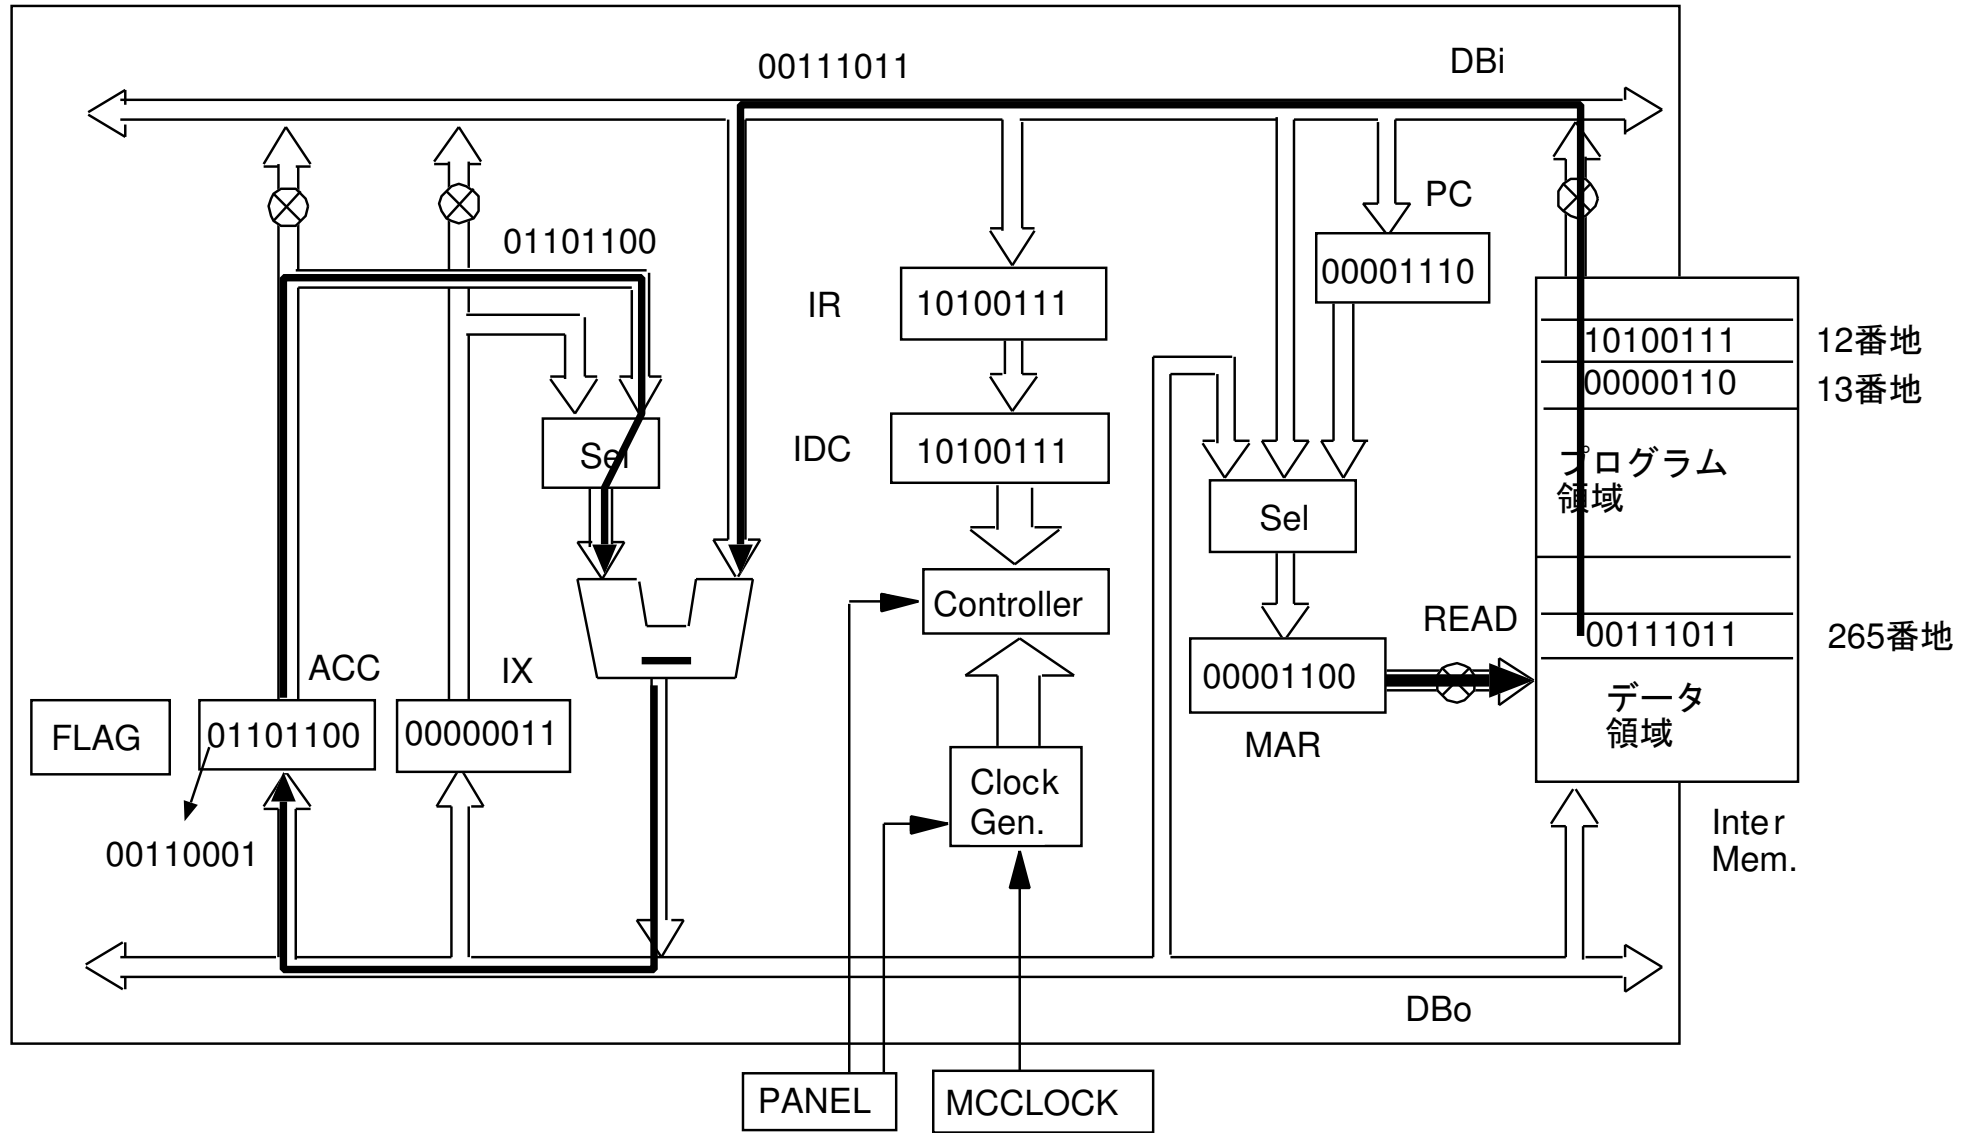 00111011
DBi
01101100
PC
00001110
IR
10100111
10100111
12番地
00000110
13番地
IDC
10100111
Sel
プログラム
領域
Sel
Controller
READ
00111011
265番地
ACC
IX
00001100
データ
領域
FLAG
01101100
00000011
MAR
Clock
Gen.
00110001
Inter
Mem.
DBo
PANEL
MCCLOCK